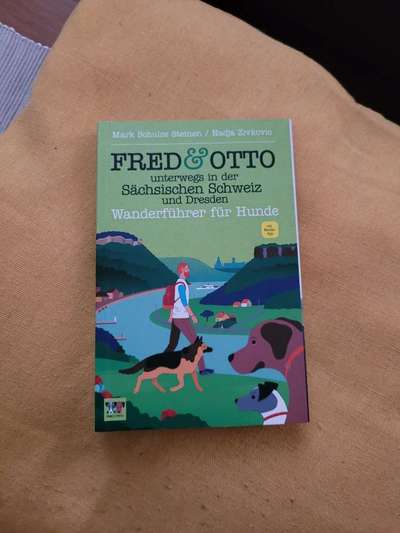 Mark Schulze Steinen / Nadja Zivkovic
FRED & OTTO
unterwegs in der
Sächsischen Schweiz
und Dresden
Wanderführer für Hunde